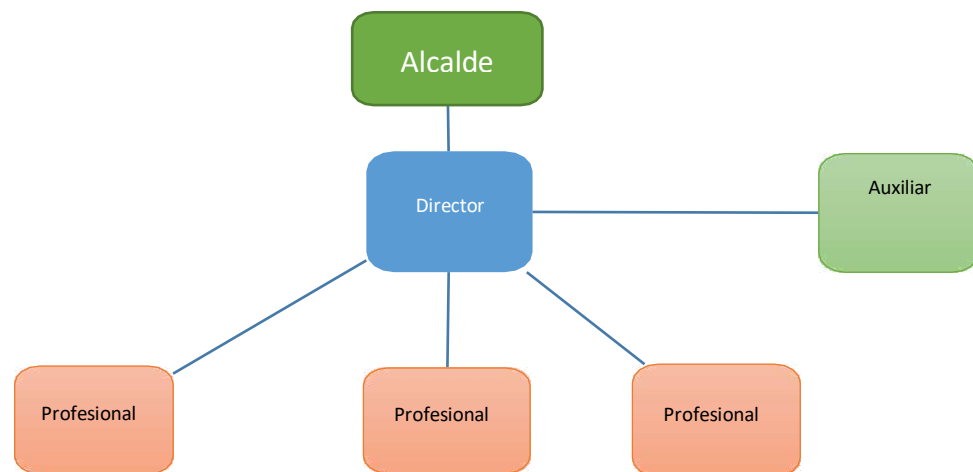 Alcalde
Director
Auxiliar
Profesional
Profesional
Profesional